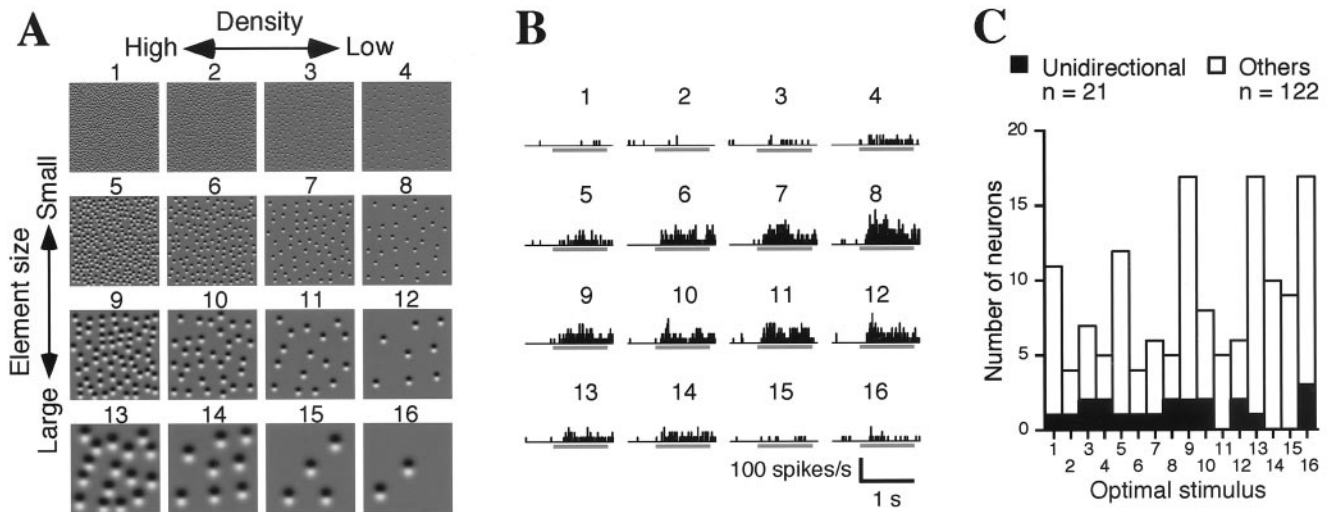 A
Density
High
Low
1 2 3 4
5 6 7 8
9 10 11 12
13 14 15 16
Element size
Small
Large
B
1 2 3 4
5 6 7 8
9 10 11 12
13 14 15 16
100 spikes/s
1 s
C
Unidirectional
n = 21
Others
n = 122
Number of neurons
20
15
10
5
0
1 2 3 4 5 6 7 8 9 10 11 12 13 14 15 16
Optimal stimulus